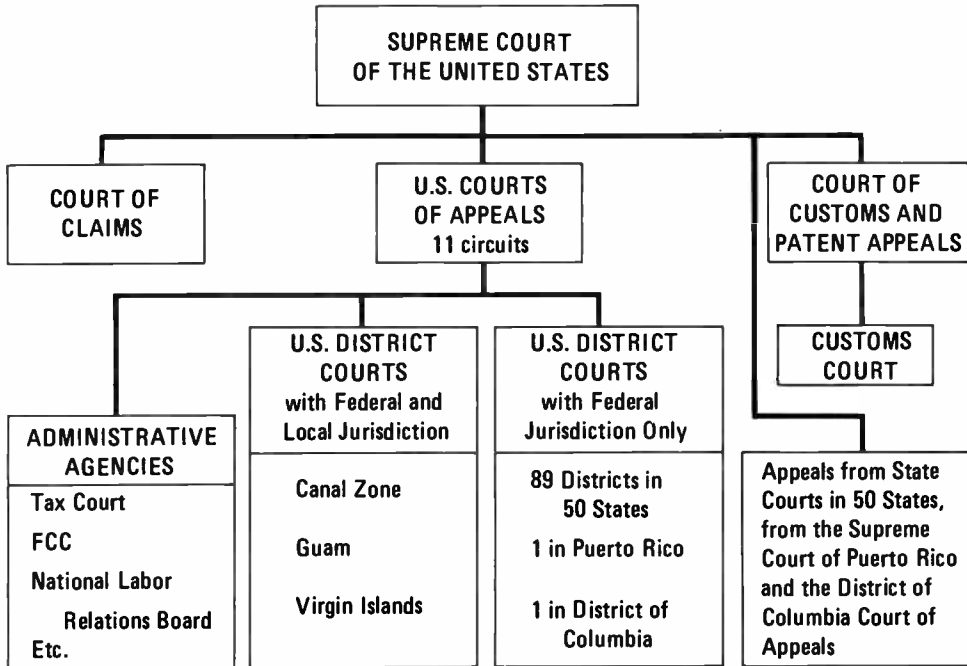 SUPREME COURT
OF THE UNITED STATES
COURT OF
CLAIMS
U.S. COURTS
OF APPEALS
11 circuits
COURT OF
CUSTOMS AND
PATENT APPEALS
CUSTOMS
COURT
ADMINISTRATIVE
AGENCIES
Tax Court
FCC
National Labor
Relations Board
Etc.
U.S. DISTRICT
COURTS
with Federal and
Local Jurisdiction
Canal Zone
Guam
Virgin Islands
U.S. DISTRICT
COURTS
with Federal
Jurisdiction Only
89 Districts in
50 States
1 in Puerto Rico
1 in District of
Columbia
Appeals from State
Courts in 50 States,
from the Supreme
Court of Puerto Rico
and the District of
Columbia Court of
Appeals